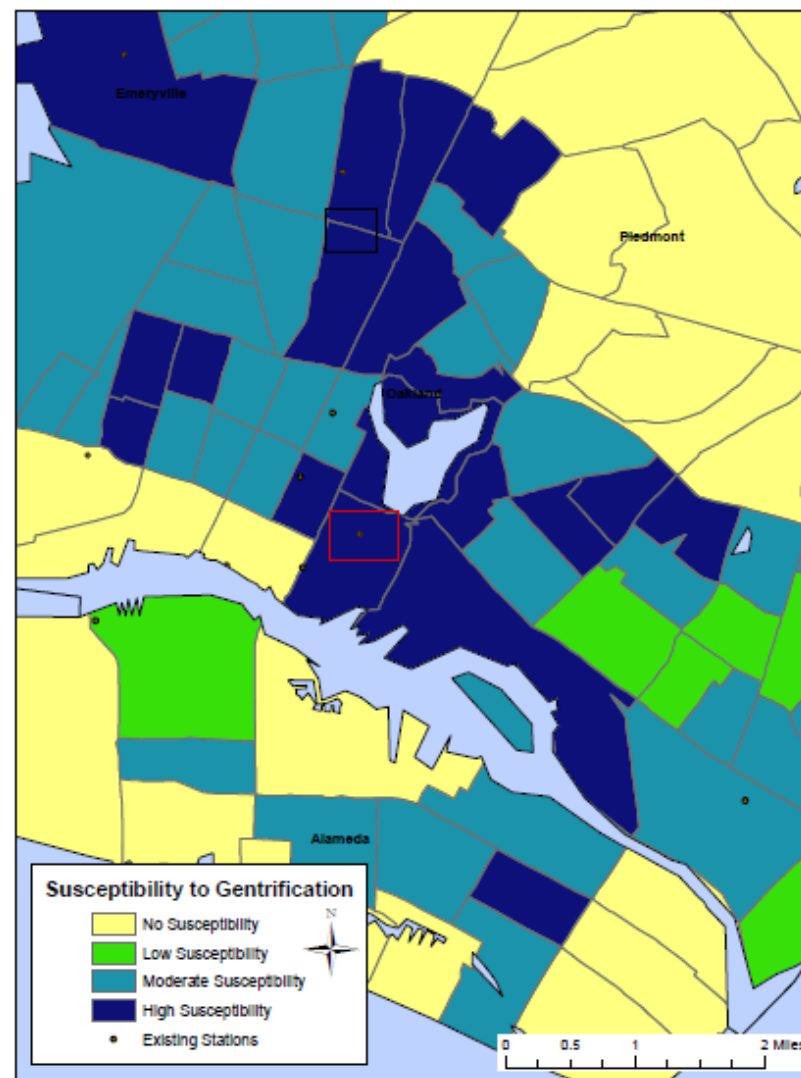 Emeryville
Piedmont
Oakland
Alameda
Susceptibility to Gentrification
No Susceptibility
N
Low Susceptibility
Moderate Susceptibility
High Susceptibility
Existing Stations
0 0.5 1 2 Miles